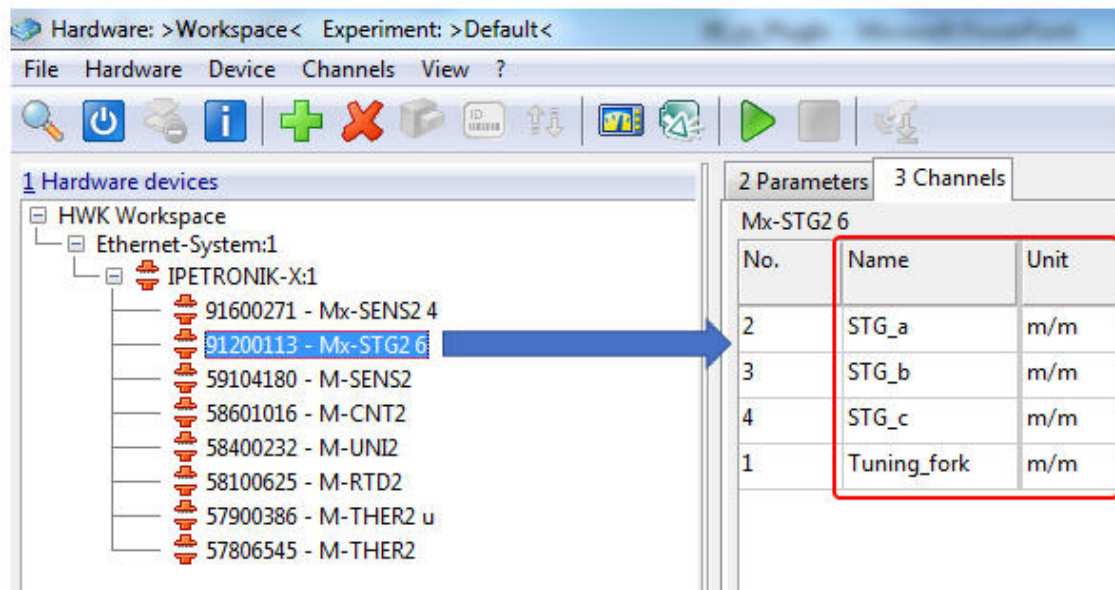 Hardware: >Workspace< Experiment: >Default<
File Hardware Device Channels View ?
ID
1 Hardware devices
HWK Workspace
Ethernet-System:1
IPETRONIK-X:1
91600271 - Mx-SENS2 4
91200113 - Mx-STG2 6
59104180 - M-SENS2
58601016 - M-CNT2
58400232 - M-UNI2
58100625 - M-RTD2
57900386 - M-THER2 u
57806545 - M-THER2
2 Parameters 3 Channels
Mx-STG2 6
No. Name Unit
2 STG_a m/m
3 STG_b m/m
4 STG_c m/m
1 Tuning_fork m/m